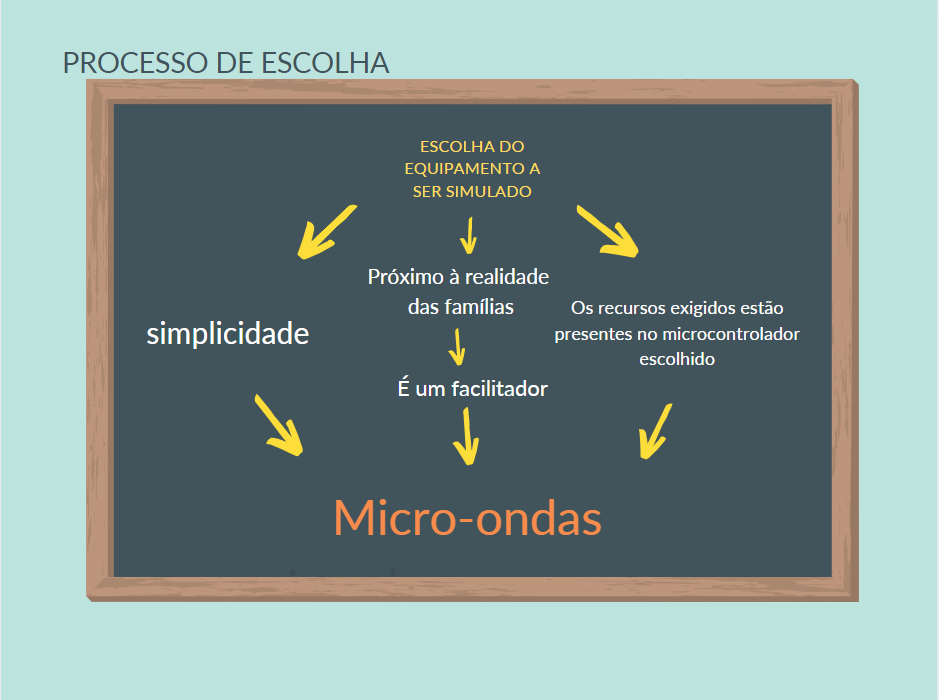 PROCESSO DE ESCOLHA
ESCOLHA DO
EQUIPAMENTO A
SER SIMULADO
simplicidade
Próximo à realidade
das famílias
É um facilitador
Os recursos exigidos estão
presentes no microcontrolador
escolhido
Micro-ondas